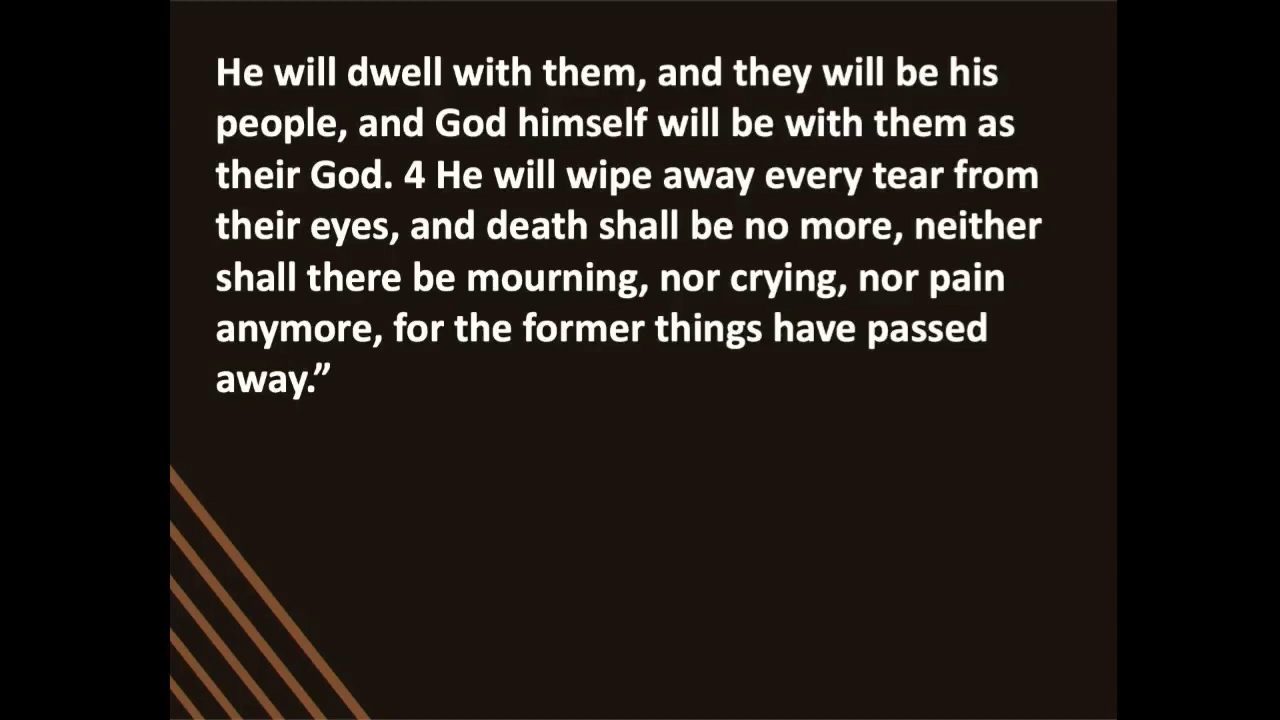 He will dwell with them, and they will be his
people, and God himself will be with them as
their God. 4 He will wipe away every tear from
their eyes, and death shall be no more, neither
shall there be mourning, nor crying, nor pain
anymore, for the former things have passed
away.”